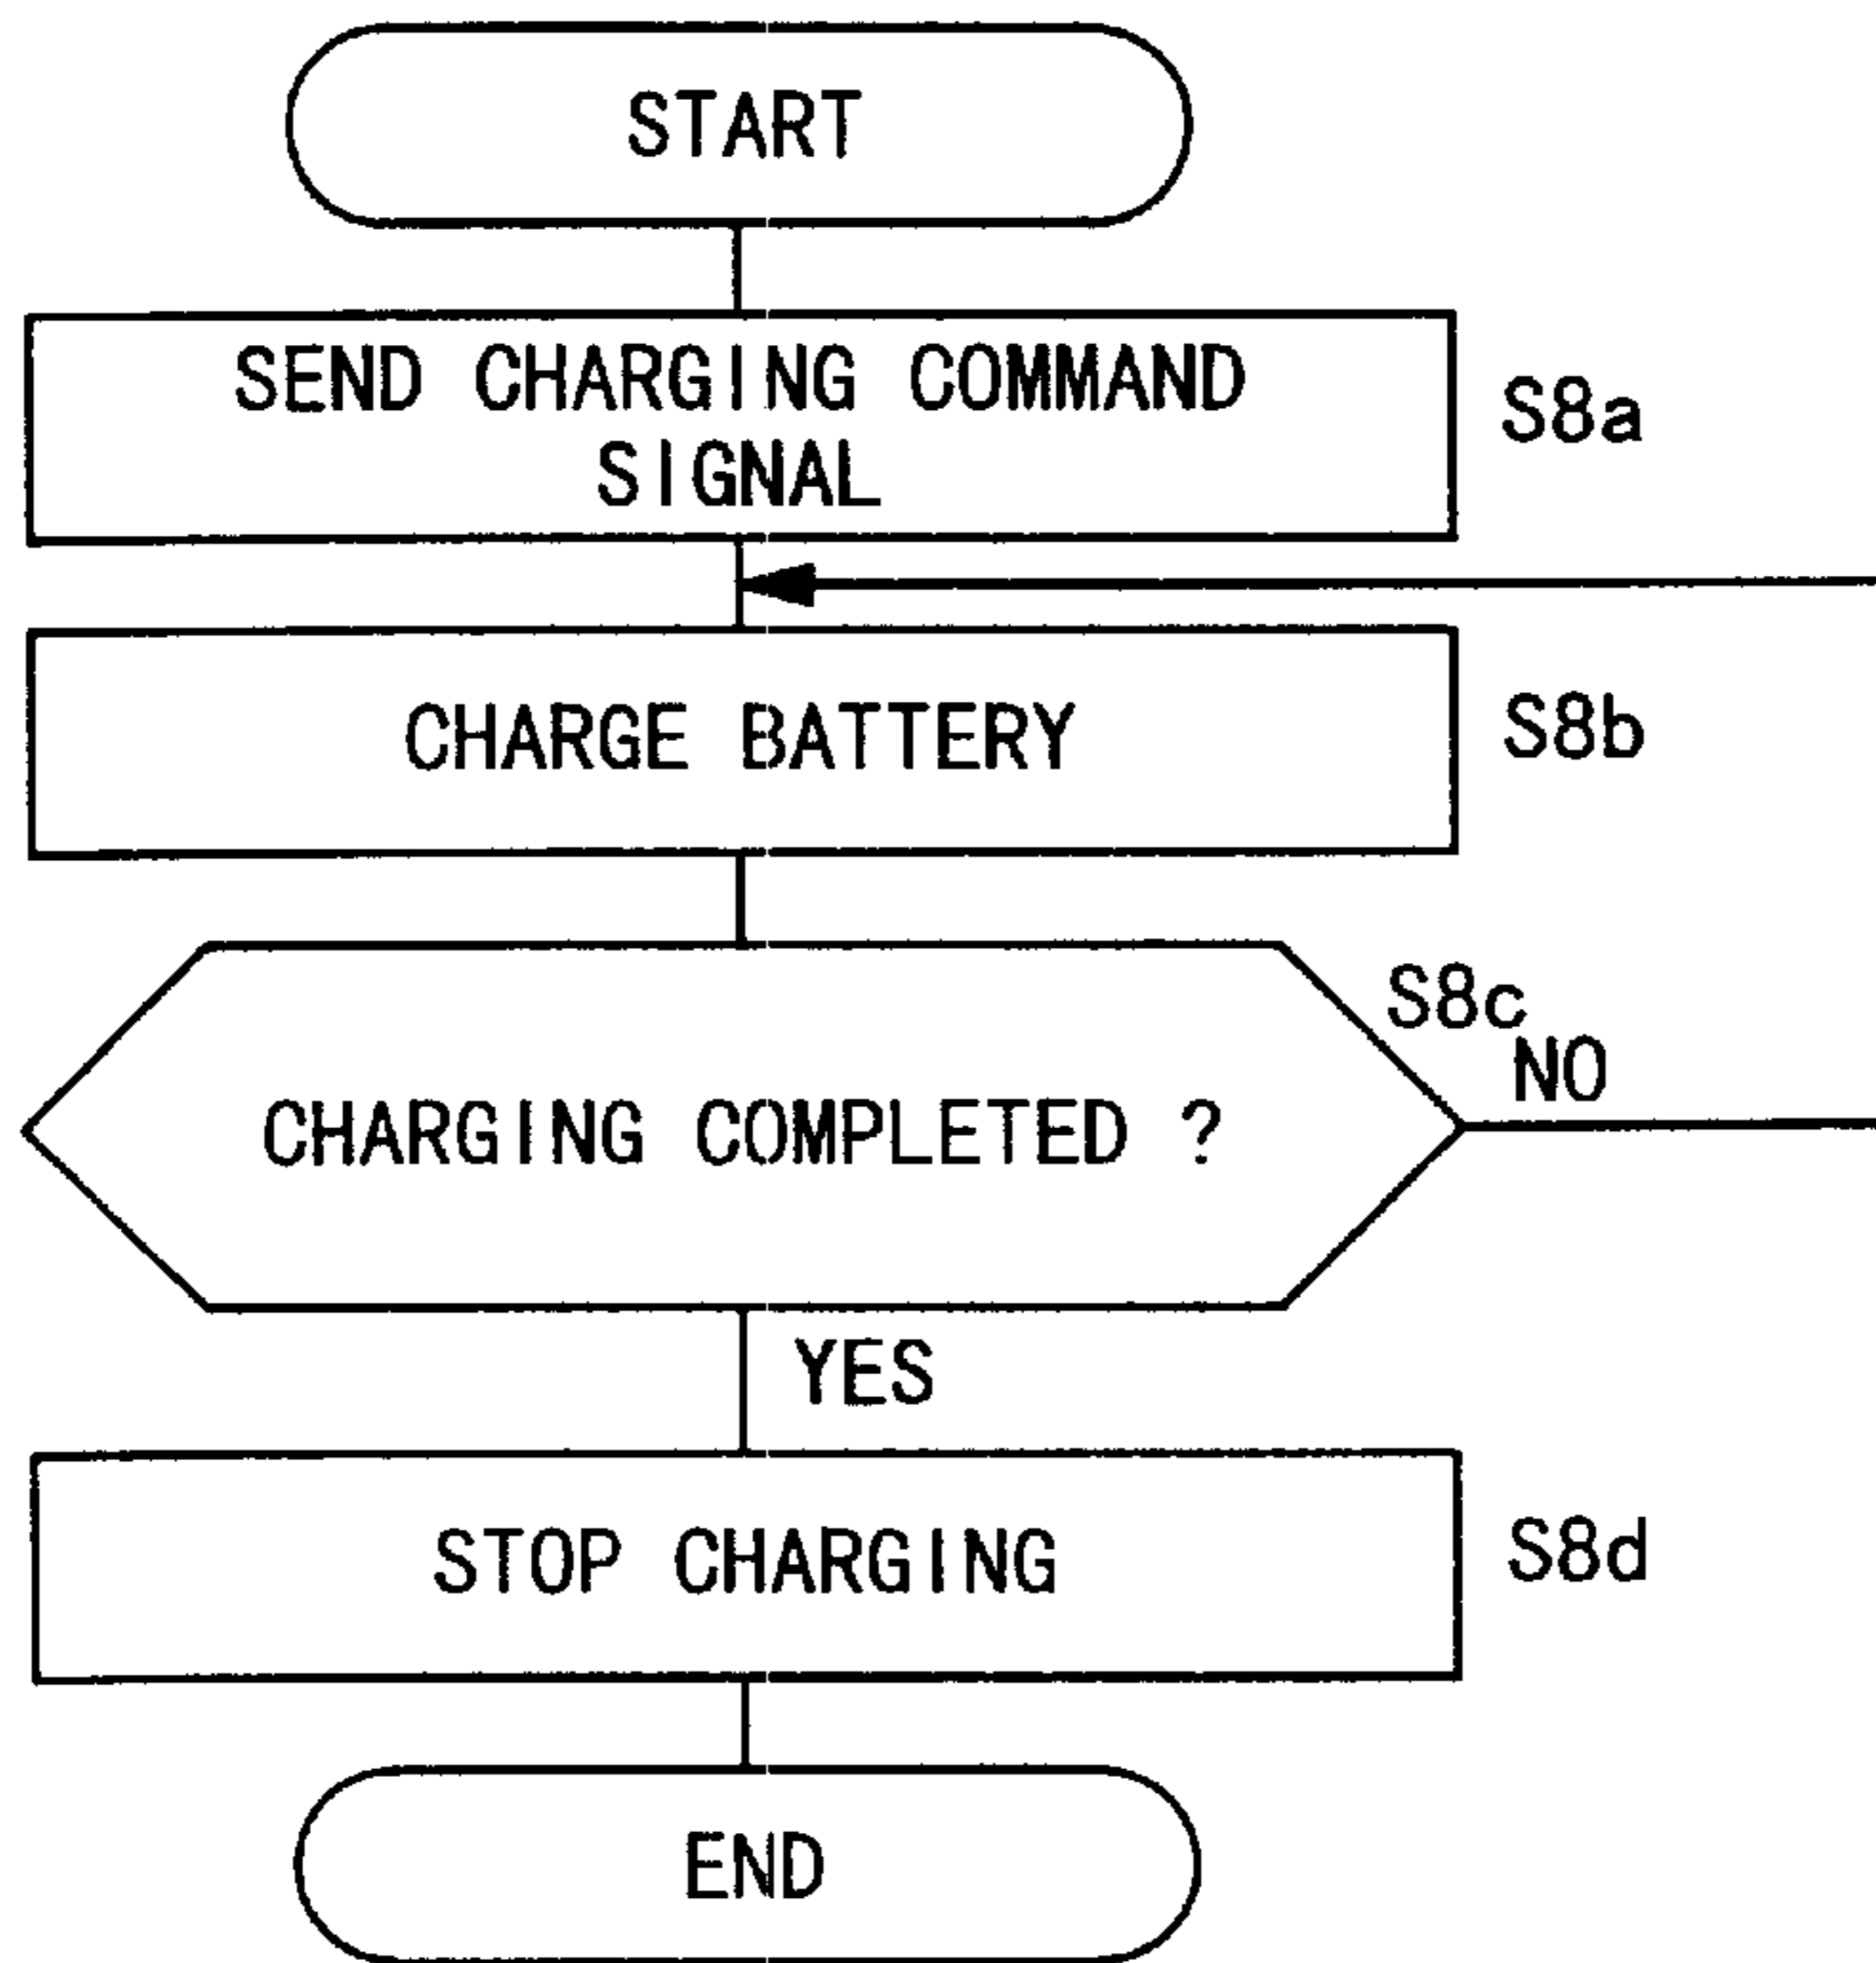 START
SEND CHARGING COMMAND
SIGNAL
S8a
CHARGE BATTERY
S8b
S8c
NO
CHARGING COMPLETED ?
YES
STOP CHARGING
S8d
END